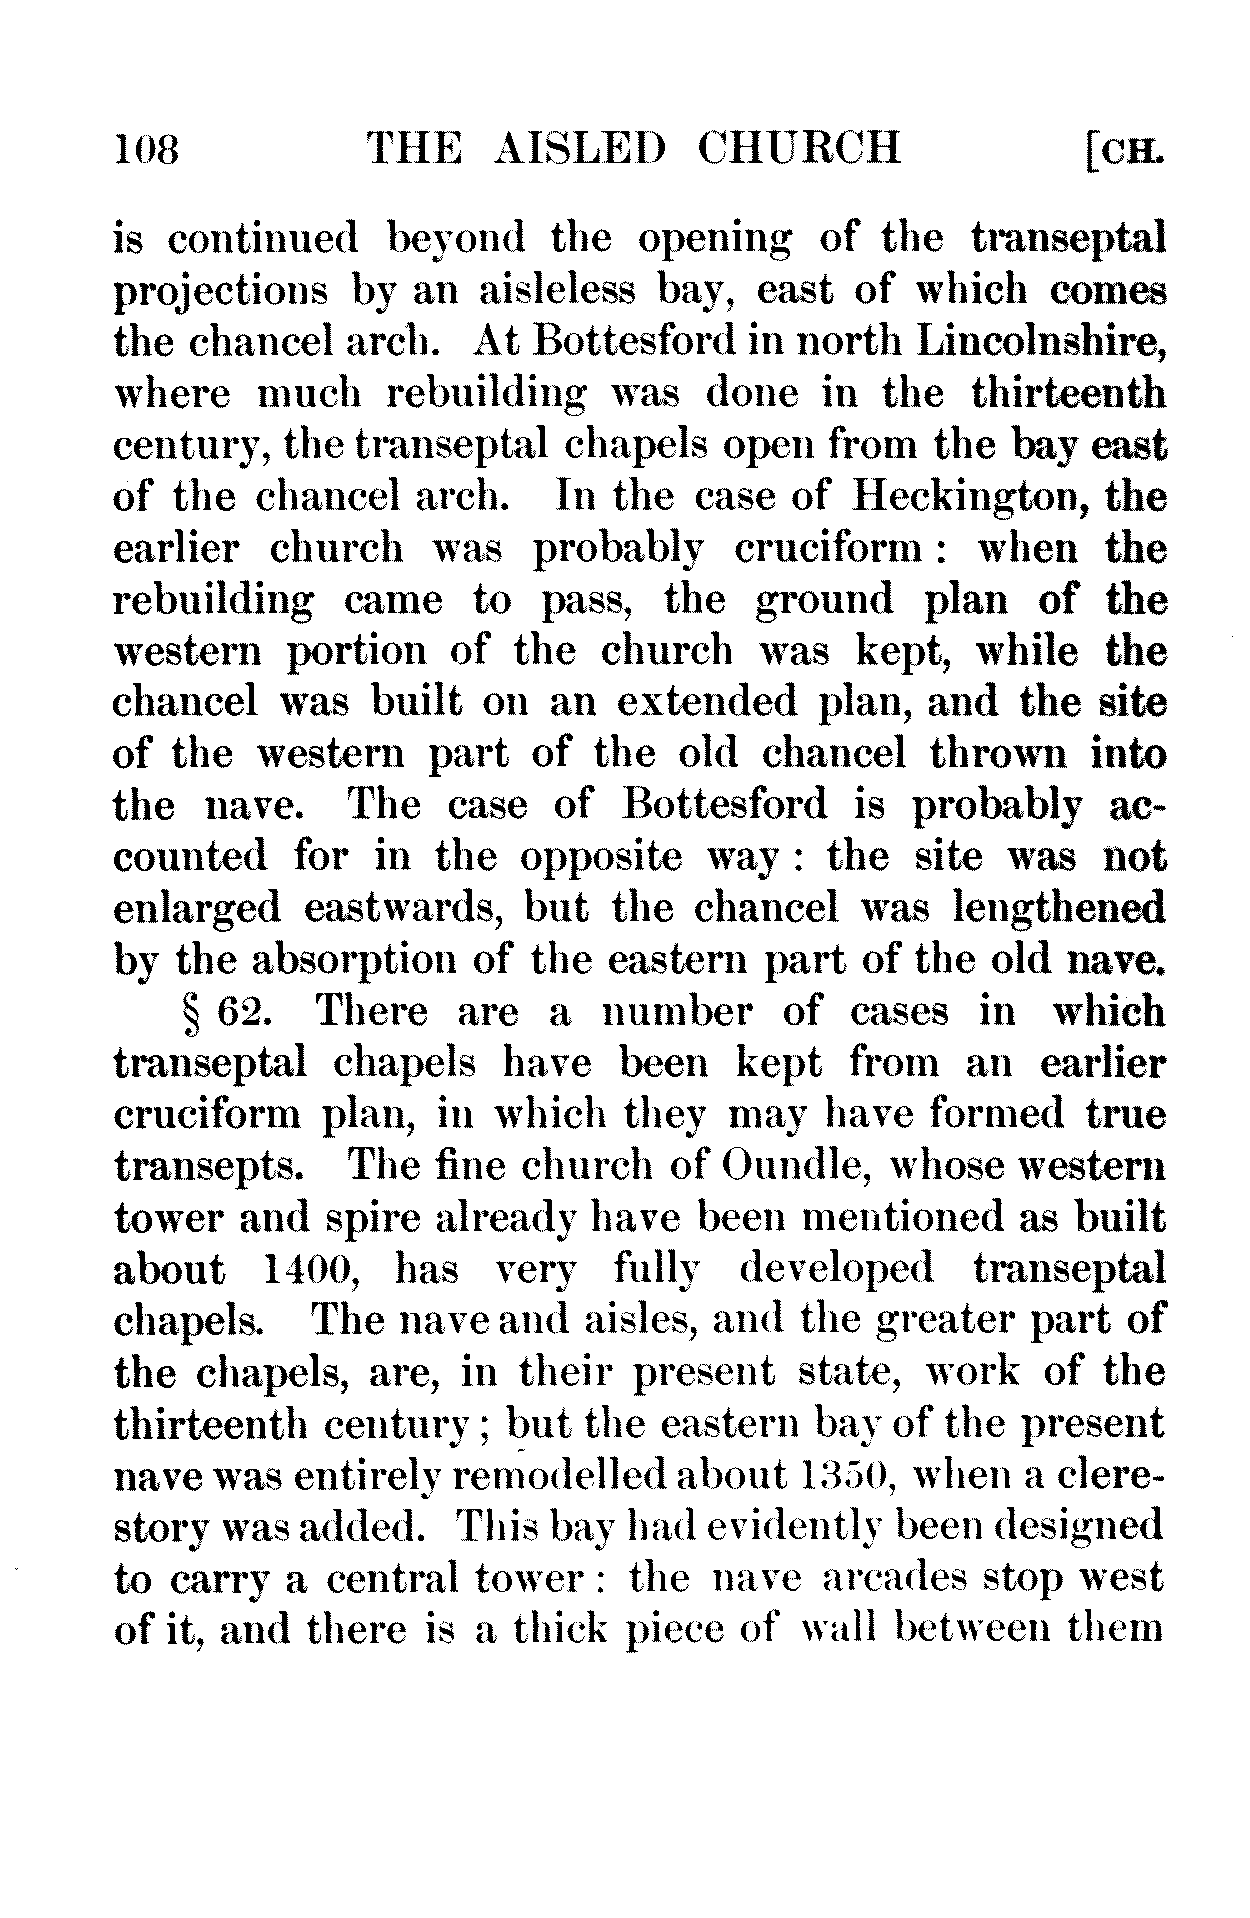 108 THE AISLED CHURCH [CH.
is continued beyond the opening of the transeptal
projections by an aisleless bay, east of which comes
the chancel arch. At Bottesford in north Lincolnshire,
where much rebuilding was done in the thirteenth
century, the transeptal chapels open from the bay east
of the chancel arch. In the case of Heckington, the
earlier church was probably cruciform : when the
rebuilding came to pass, the ground plan of the
western portion of the church was kept, while the
chancel was built on an extended plan, and the site
of the western part of the old chancel thrown into
the nave. The case of Bottesford is probably ac-
counted for in the opposite way : the site was not
enlarged eastwards, but the chancel was lengthened
by the absorption of the eastern part of the old nave.
§ 62. There are a number of cases in which
transeptal chapels have been kept from an earlier
cruciform plan, in which they may have formed true
transepts. The fine church of Oundle, whose western
tower and spire already have been mentioned as built
about 1400, has very fully developed transeptal
chapels. The nave and aisles, and the greater part of
the chapels, are, in their present state, work of the
thirteenth century ; but the eastern bay of the present
nave was entirely remodelled about 1350, when a clere-
story was added. This bay had evidently been designed
to carry a central tower : the nave arcades stop west
of it, and there is a thick piece of wall between them